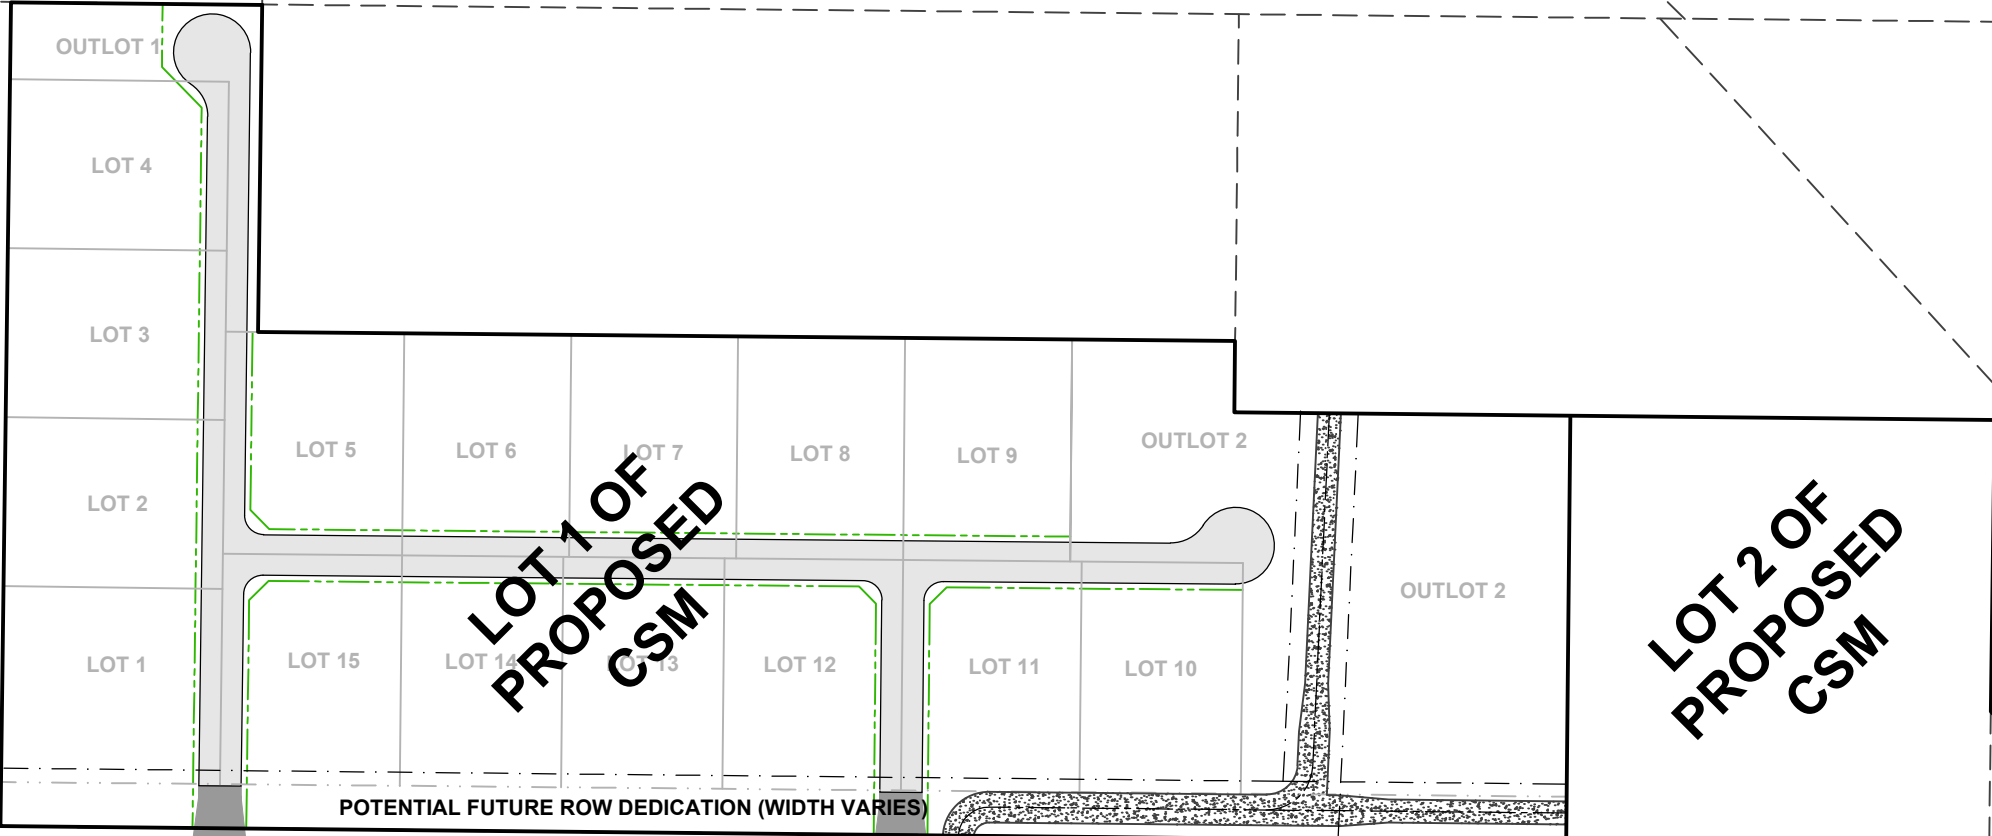 OUTLOT 1
LOT 4
LOT 3
LOT 2
LOT 1
LOT 5
LOT 6
LOT 7
LOT 8
LOT 9
OUTLOT 2
LOT 15
LOT 14
LOT 13
LOT 12
LOT 11
LOT 10
OUTLOT 2
LOT 1 OF
PROPOSED
CSM
LOT 2 OF
PROPOSED
CSM
POTENTIAL FUTURE ROW DEDICATION (WIDTH VARIES)